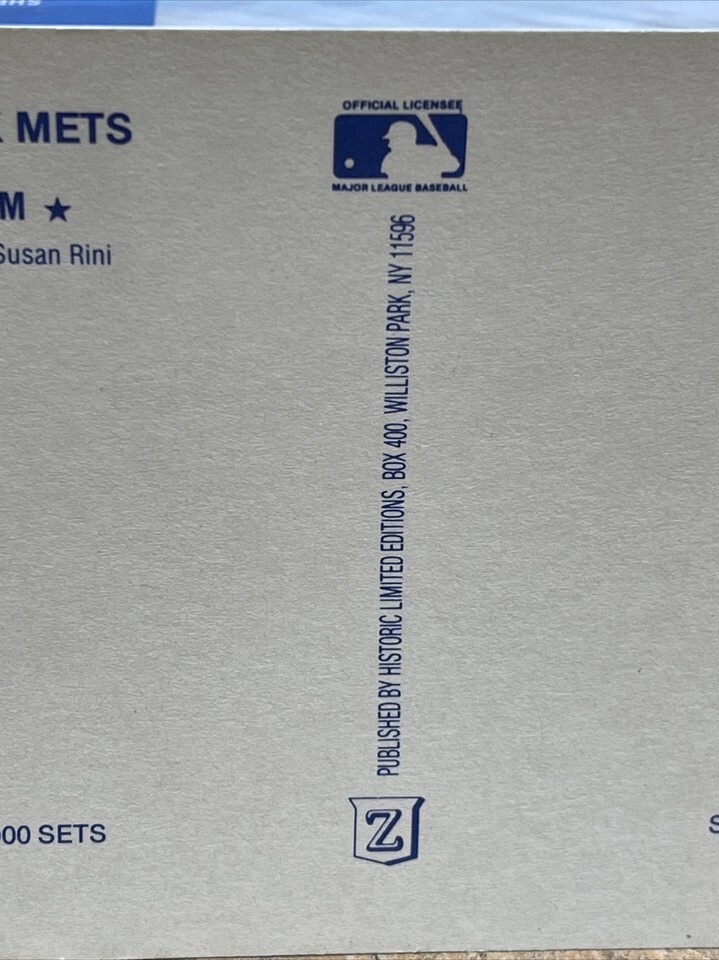 METS
M ★
Susan Rini
00 SETS
OFFICIAL LICENSEE
MAJOR LEAGUE BASEBALL
PUBLISHED BY HISTORIC LIMITED EDITIONS, BOX 400, WILLISTON PARK, NY 11596
Z
S